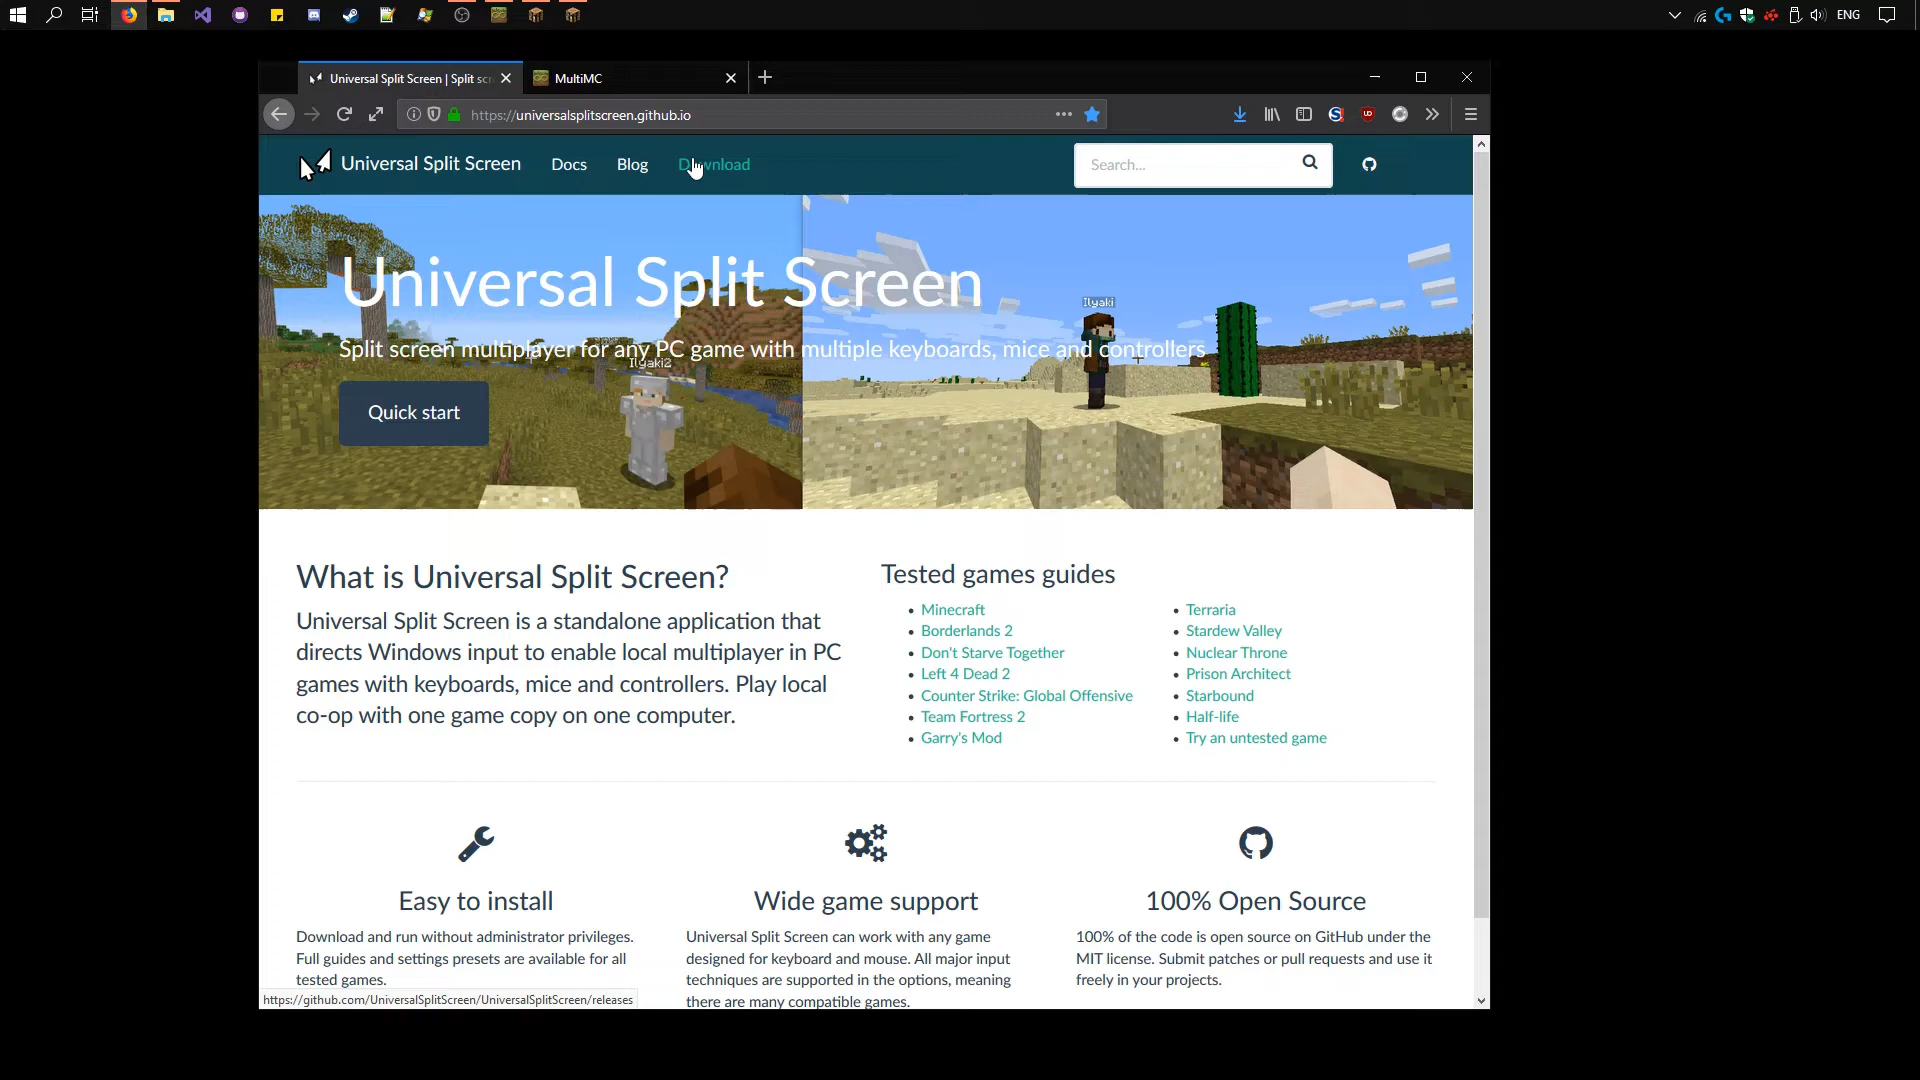 ENG
Universal Split Screen | Split scr
MultiMC
https://universalsplitscreen.github.io
Universal Split Screen
Docs
Blog
Download
Search...
Universal Split Screen
Split screen multiplayer for any PC game with multiple keyboards, mice and controllers
Ilyaki
Ilyaki2
Quick start
What is Universal Split Screen?
Universal Split Screen is a standalone application that
directs Windows input to enable local multiplayer in PC
games with keyboards, mice and controllers. Play local
co-op with one game copy on one computer.
Tested games guides
Minecraft
Borderlands 2
Don't Starve Together
Left 4 Dead 2
Counter Strike: Global Offensive
Team Fortress 2
Garry's Mod
Terraria
Stardew Valley
Nuclear Throne
Prison Architect
Starbound
Half-life
Try an untested game
Easy to install
Download and run without administrator privileges.
Full guides and settings presets are available for all
tested games.
Wide game support
Universal Split Screen can work with any game
designed for keyboard and mouse. All major input
techniques are supported in the options, meaning
there are many compatible games.
100% Open Source
100% of the code is open source on GitHub under the
MIT license. Submit patches or pull requests and use it
freely in your projects.
https://github.com/UniversalSplitScreen/UniversalSplitScreen/releases